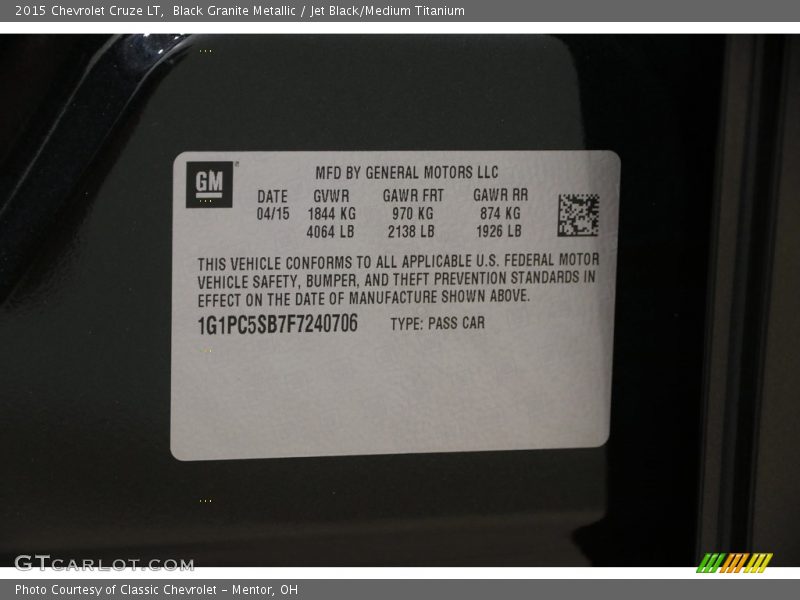 2015 Chevrolet Cruze LT, Black Granite Metallic / Jet Black/Medium Titanium
GM
MFD BY GENERAL MOTORS LLC
DATE GVWR GAWR FRT GAWR RR
04/15 1844 KG 970 KG 874 KG
4064 LB 2138 LB 1926 LB
THIS VEHICLE CONFORMS TO ALL APPLICABLE U.S. FEDERAL MOTOR
VEHICLE SAFETY, BUMPER, AND THEFT PREVENTION STANDARDS IN
EFFECT ON THE DATE OF MANUFACTURE SHOWN ABOVE.
1G1PC5SB7F7240706 TYPE: PASS CAR
GTCARLOT.COM
Photo Courtesy of Classic Chevrolet - Mentor, OH